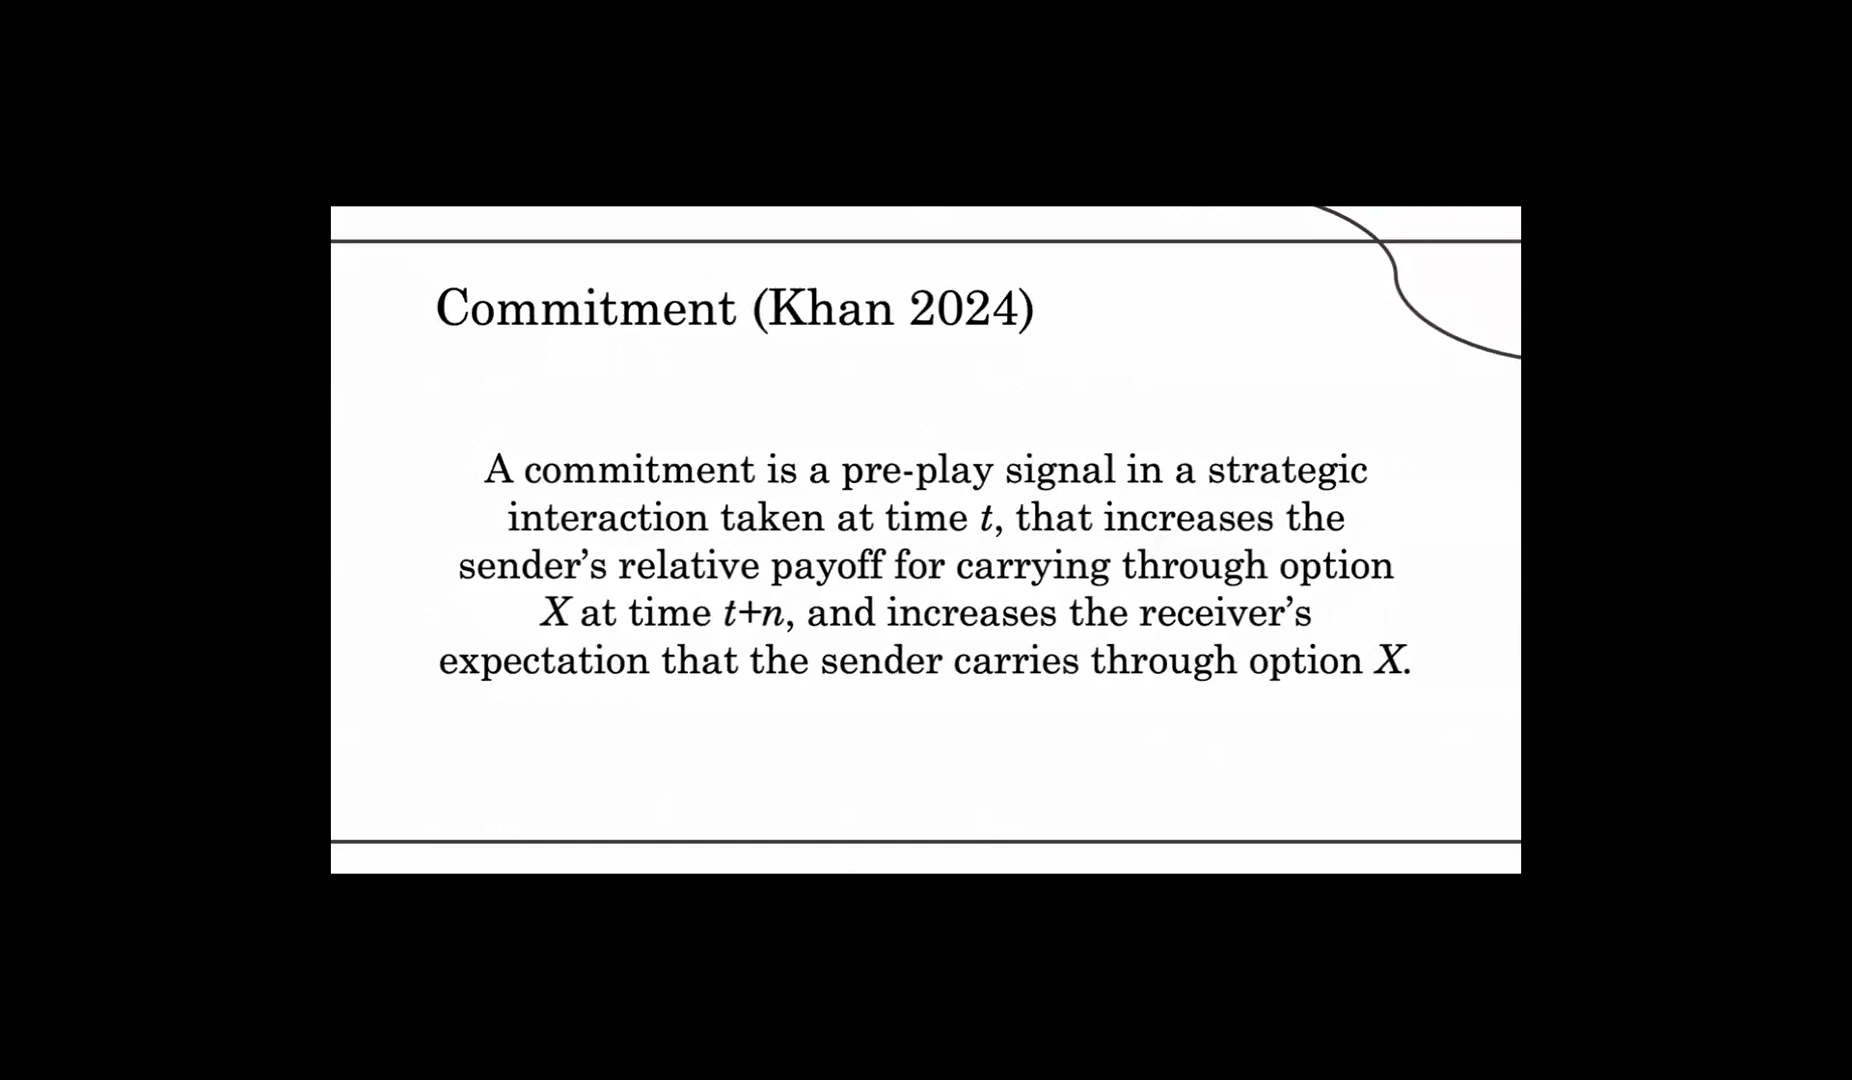 Commitment (Khan 2024)
A commitment is a pre-play signal in a strategic
interaction taken at time t, that increases the
sender’s relative payoff for carrying through option
X at time t+n, and increases the receiver’s
expectation that the sender carries through option X.